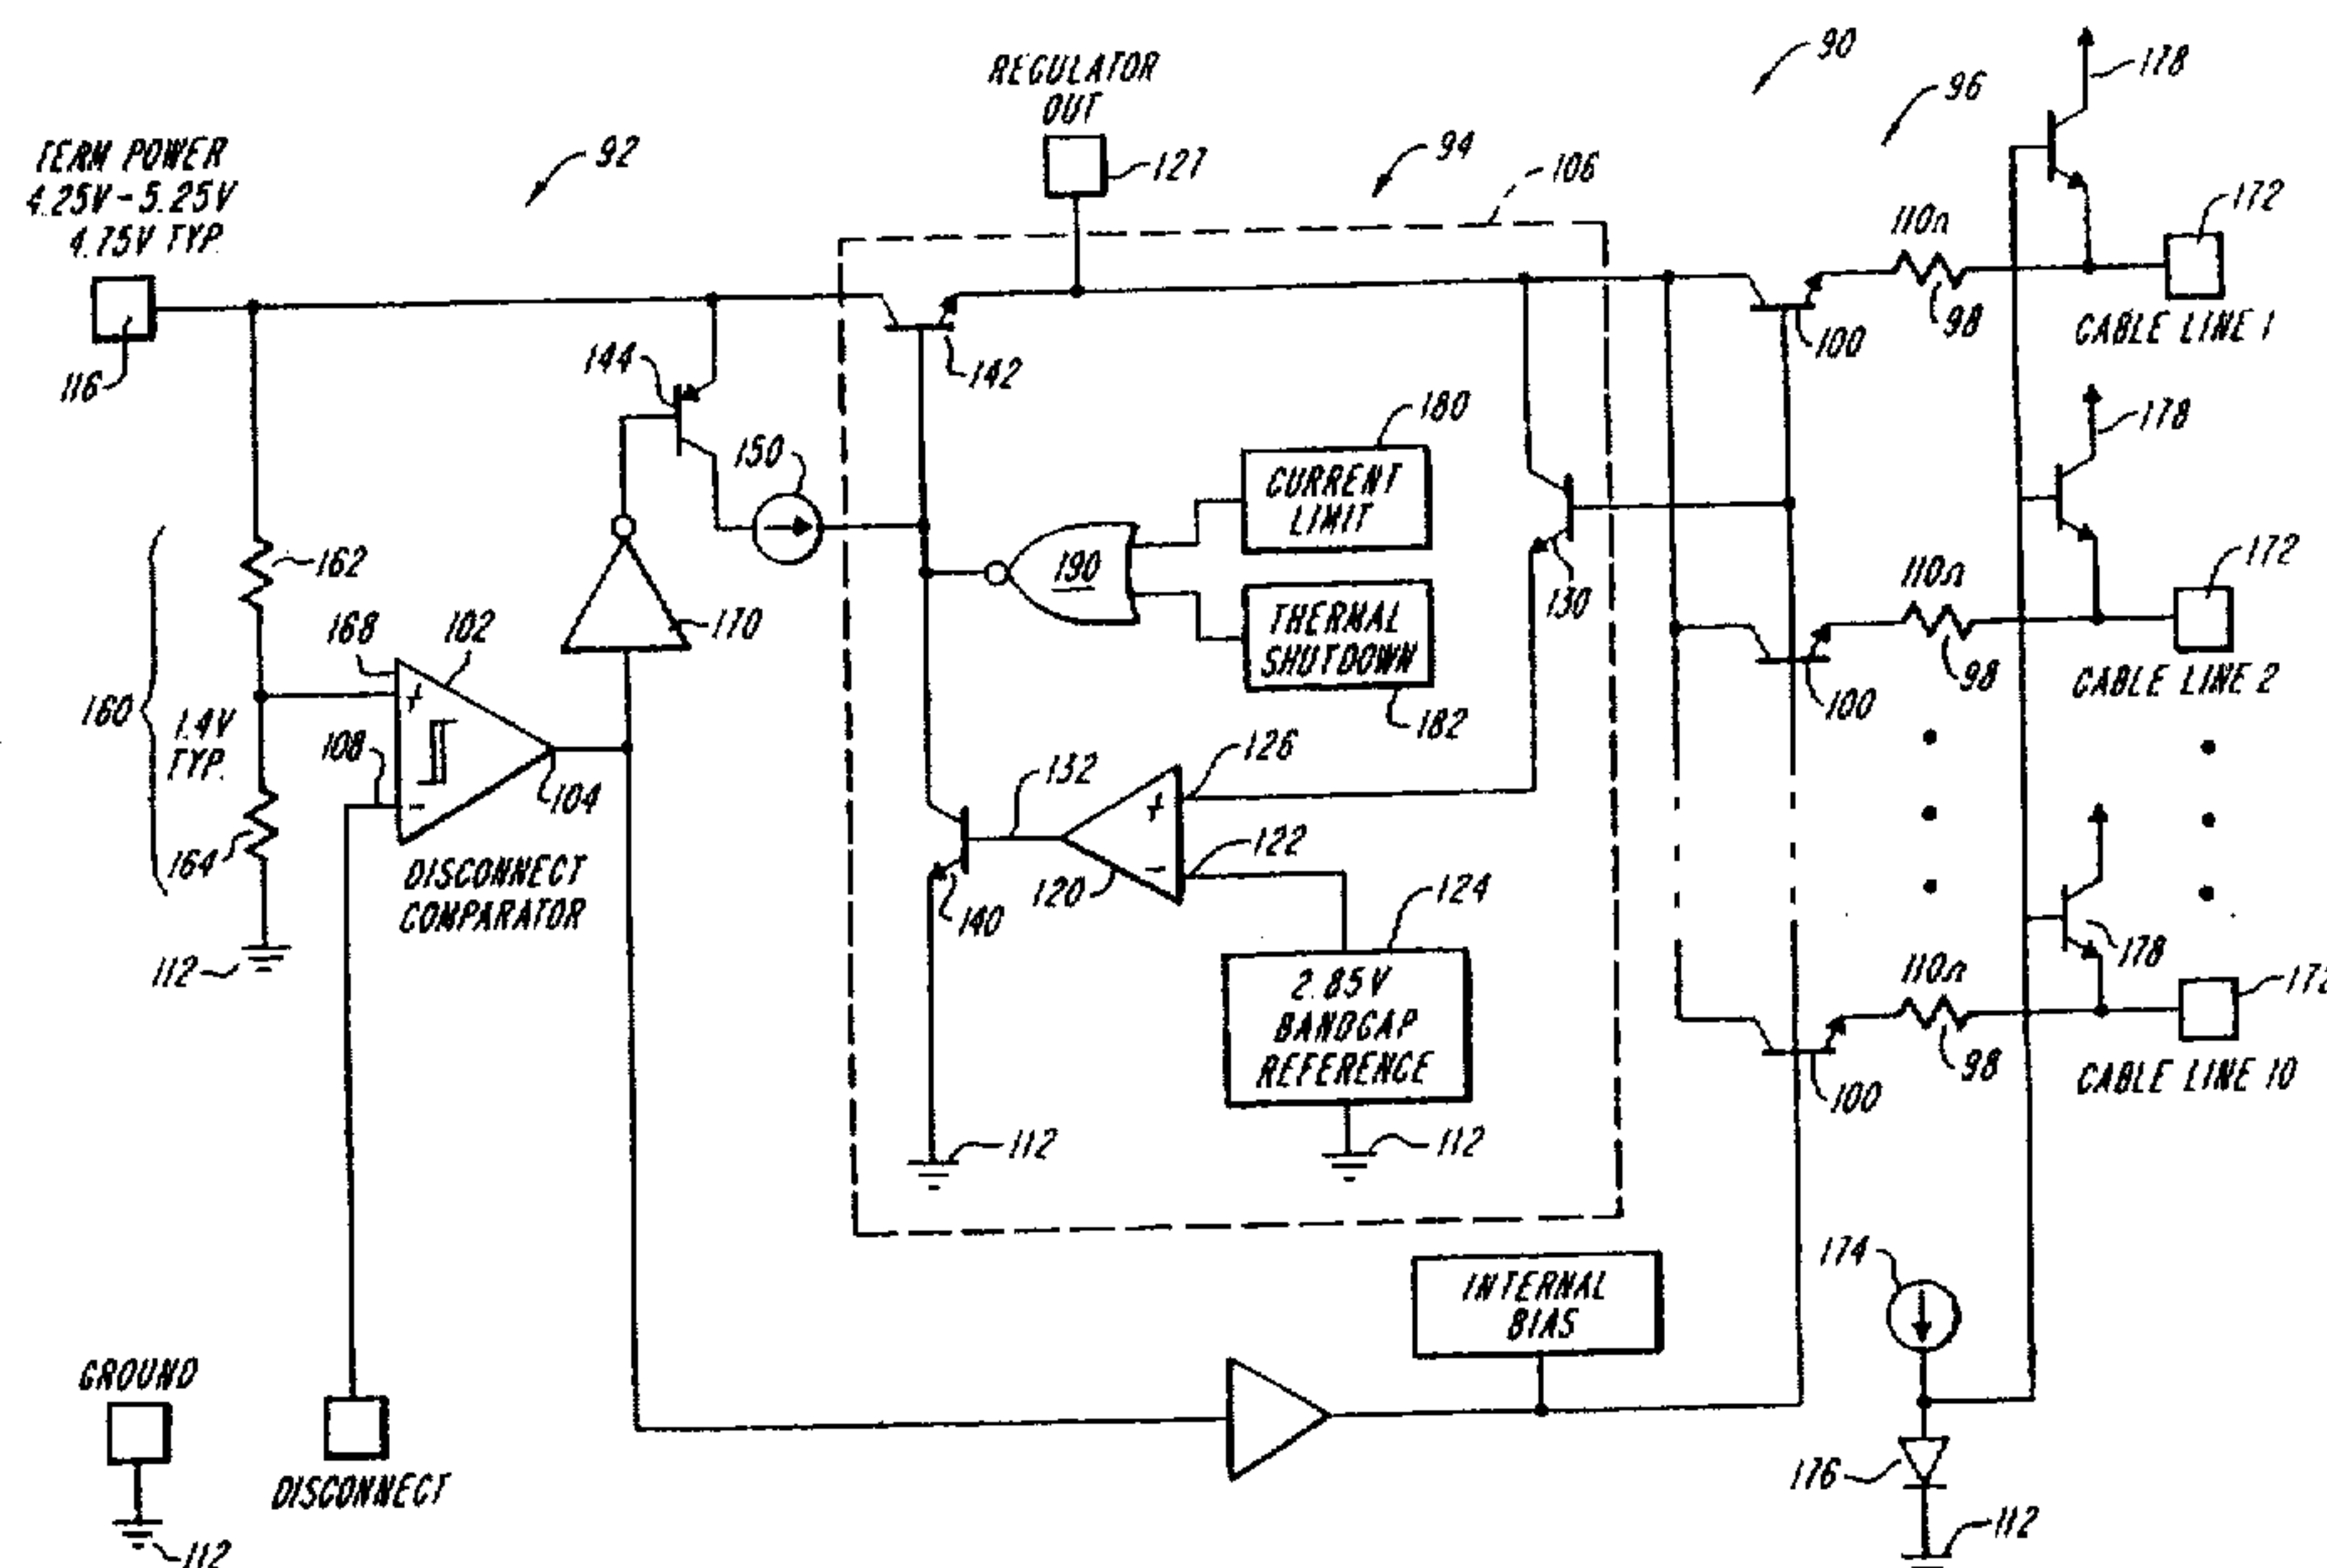 90
178
REGULATOR
OUT
96
TERM POWER
4.25V-5.25V
4.75V TYP.
92
127
94
106
172
110Ω
98
CABLE LINE 1
100
116
144
142
180
178
150
CURRENT
LIMIT
162
190
130
110Ω
172
THERMAL
SHUTDOWN
170
168
102
98
CABLE LINE 2
100
182
160
1.4V
TYP.
108
104
132
126
+
-
+
-
122
164
DISCONNECT
COMPARATOR
140
120
124
178
112
2.85V
BANDGAP
REFERENCE
110Ω
172
98
CABLE LINE 10
100
112
112
174
INTERNAL
BIAS
GROUND
DISCONNECT
176
112
112